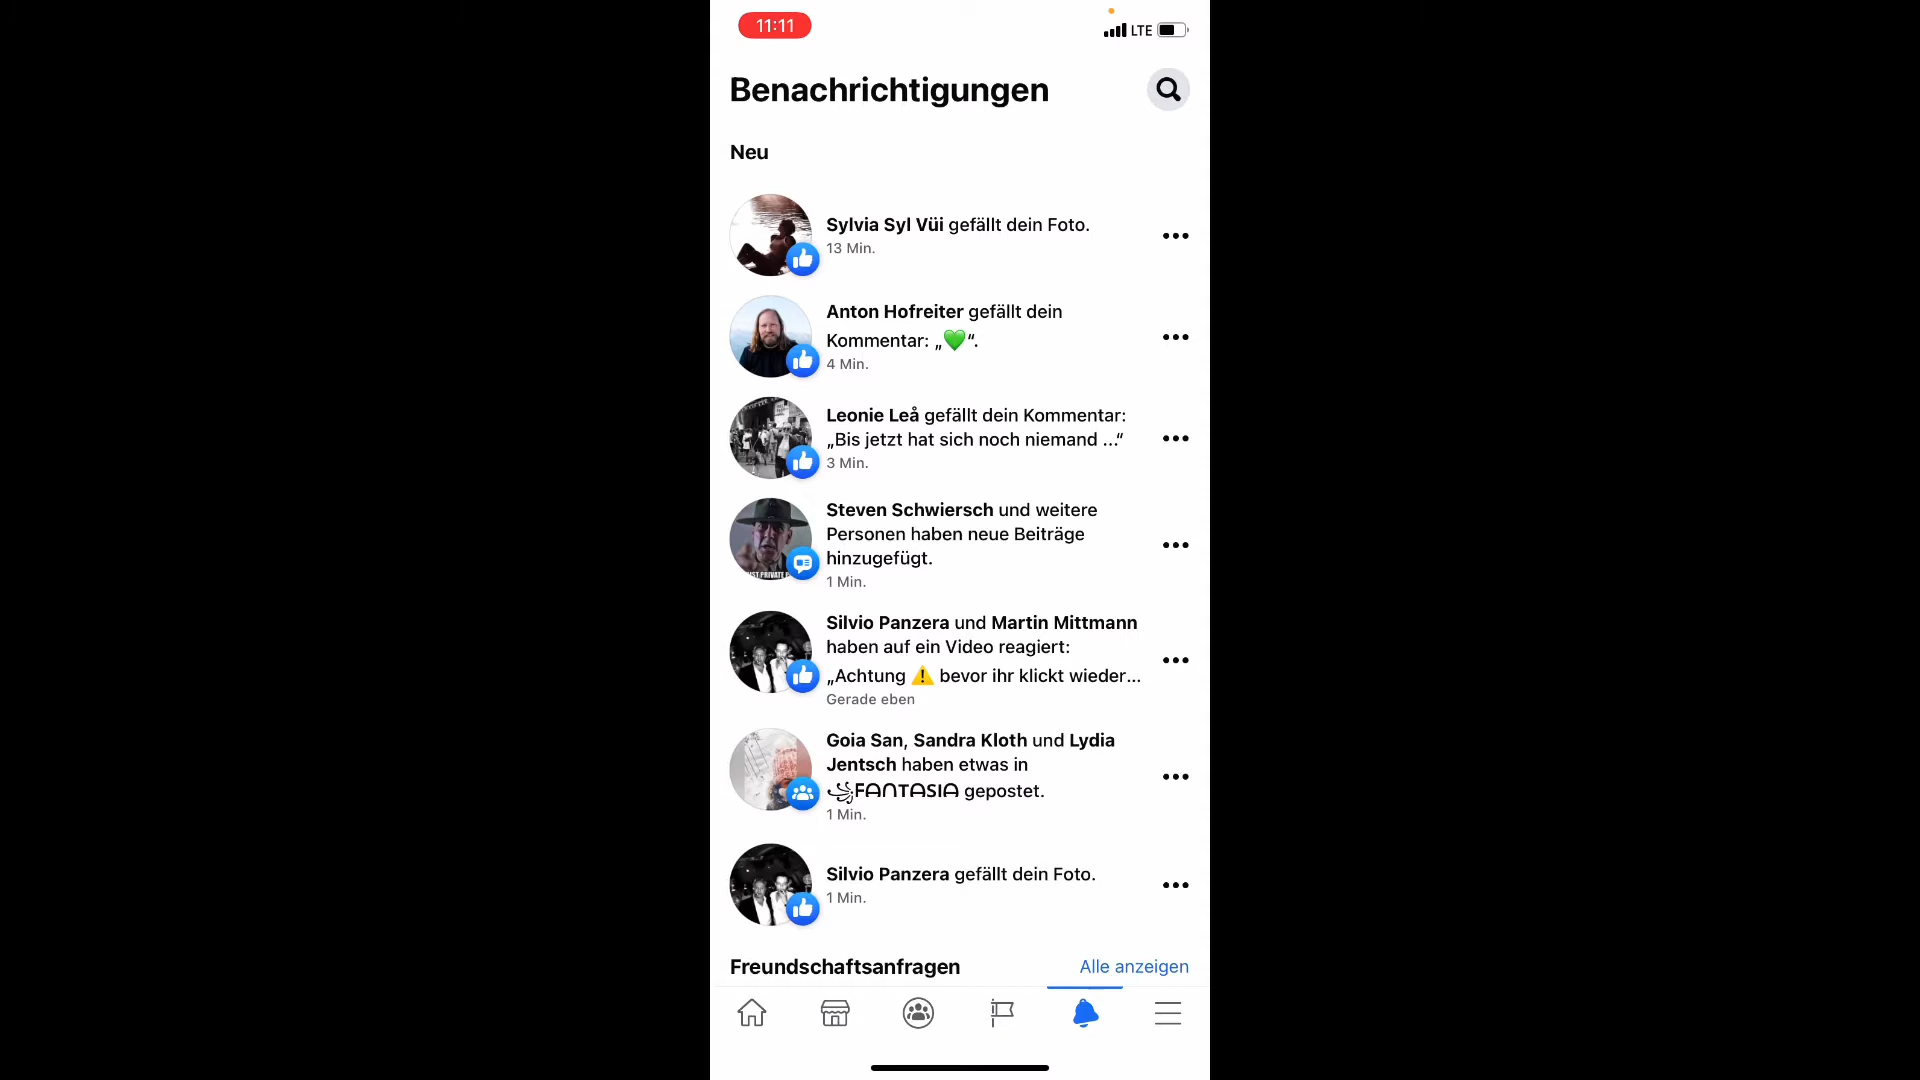 11:11
LTE
Benachrichtigungen
Neu
Sylvia Syl Vüi gefällt dein Foto.
13 Min.
Anton Hofreiter gefällt dein
Kommentar: „💚“.
4 Min.
Leonie Leå gefällt dein Kommentar:
„Bis jetzt hat sich noch niemand ...“
3 Min.
Steven Schwiersch und weitere
Personen haben neue Beiträge
hinzugefügt.
1 Min.
Silvio Panzera und Martin Mittmann
haben auf ein Video reagiert:
„Achtung ⚠️ bevor ihr klickt wieder...
Gerade eben
Goia San, Sandra Kloth und Lydia
Jentsch haben etwas in
꧁ᖴᗩᑎTᗩSIᗩ gepostet.
1 Min.
Silvio Panzera gefällt dein Foto.
1 Min.
Freundschaftsanfragen
Alle anzeigen